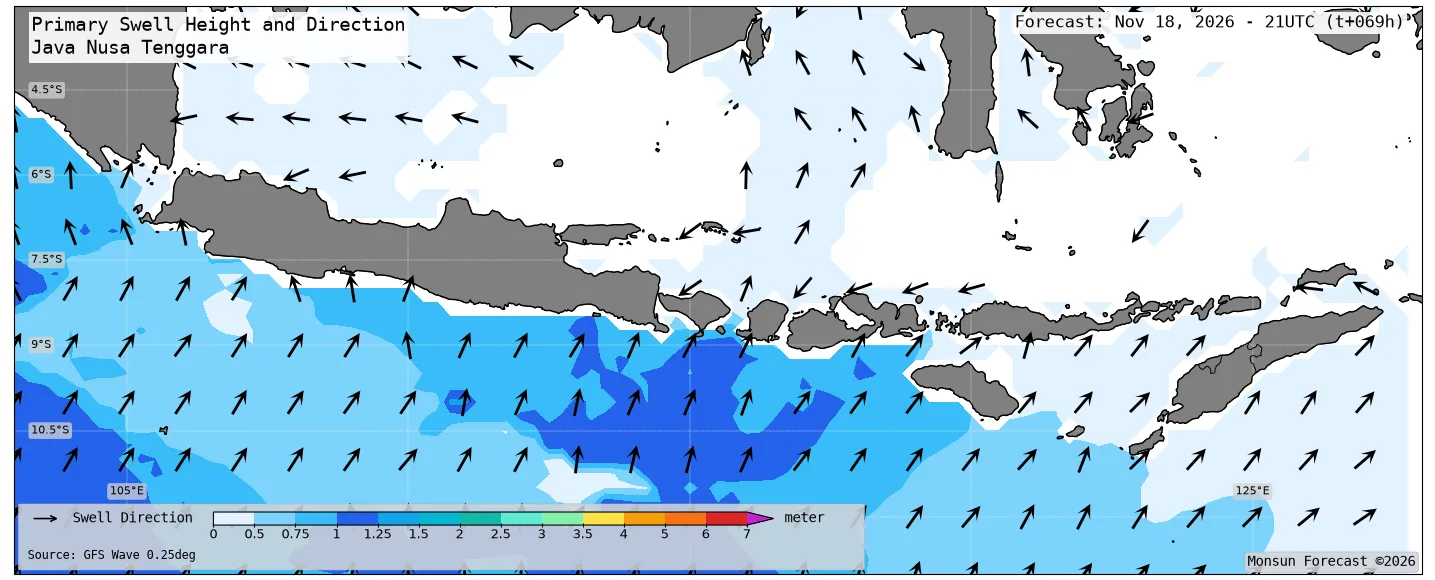 Primary Swell Height and Direction
Java Nusa Tenggara
Forecast: Nov 18, 2026 - 21UTC (t+069h)
4.5°S
6°S
7.5°S
9°S
10.5°S
105°E
125°E
Swell Direction
0 0.5 0.75 1 1.25 1.5 2 2.5 3 3.5 4 5 6 7
meter
Source: GFS Wave 0.25deg
Monsun Forecast ©2026